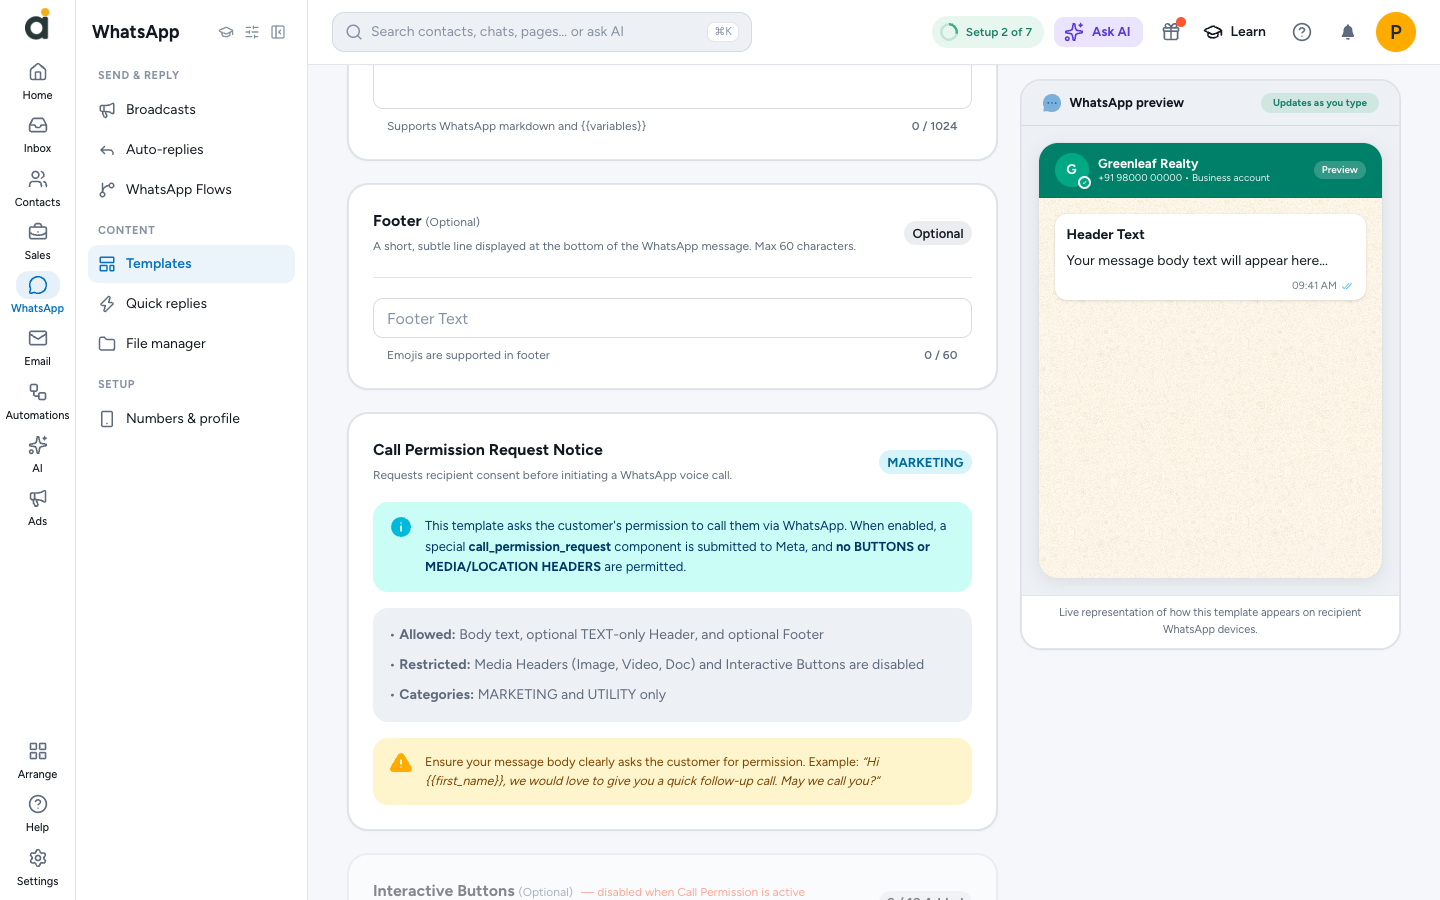 WhatsApp
Search contacts, chats, pages... or ask AI
⌘K
Setup 2 of 7
Ask AI
Learn
P
Home
Inbox
Contacts
Sales
WhatsApp
Email
Automations
AI
Ads
Arrange
Help
Settings
SEND & REPLY
Broadcasts
Auto-replies
WhatsApp Flows
CONTENT
Templates
Quick replies
File manager
SETUP
Numbers & profile
Supports WhatsApp markdown and {{variables}}
0 / 1024
Footer (Optional)
A short, subtle line displayed at the bottom of the WhatsApp message. Max 60 characters.
Optional
Footer Text
Emojis are supported in footer
0 / 60
Call Permission Request Notice
Requests recipient consent before initiating a WhatsApp voice call.
MARKETING
This template asks the customer's permission to call them via WhatsApp. When enabled, a
special call_permission_request component is submitted to Meta, and no BUTTONS or
MEDIA/LOCATION HEADERS are permitted.
• Allowed: Body text, optional TEXT-only Header, and optional Footer
• Restricted: Media Headers (Image, Video, Doc) and Interactive Buttons are disabled
• Categories: MARKETING and UTILITY only
Ensure your message body clearly asks the customer for permission. Example: “Hi
{{first_name}}, we would love to give you a quick follow-up call. May we call you?”
Interactive Buttons (Optional) — disabled when Call Permission is active
WhatsApp preview
Updates as you type
G
Greenleaf Realty
+91 98000 00000 • Business account
Preview
Header Text
Your message body text will appear here...
09:41 AM
Live representation of how this template appears on recipient
WhatsApp devices.